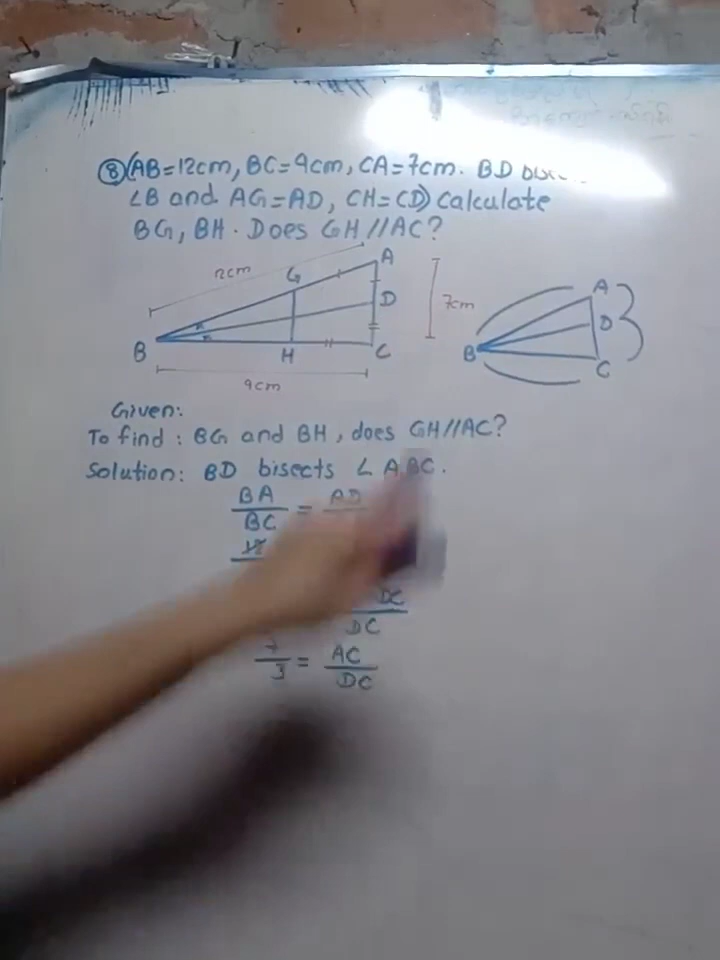 ⑧ (AB=12cm, BC=9cm, CA=7cm. BD
∠B and AG=AD, CH=CD) Calculate
BG, BH. Does GH//AC?
12cm
G
A
D
B
H
C
9cm
7cm
A
D
B
C
Given:
To find: BG and BH, does GH//AC?
Solution: BD bisects ∠ABC.
BA/BC = AD
DC/DC
7/3 = AC/DC